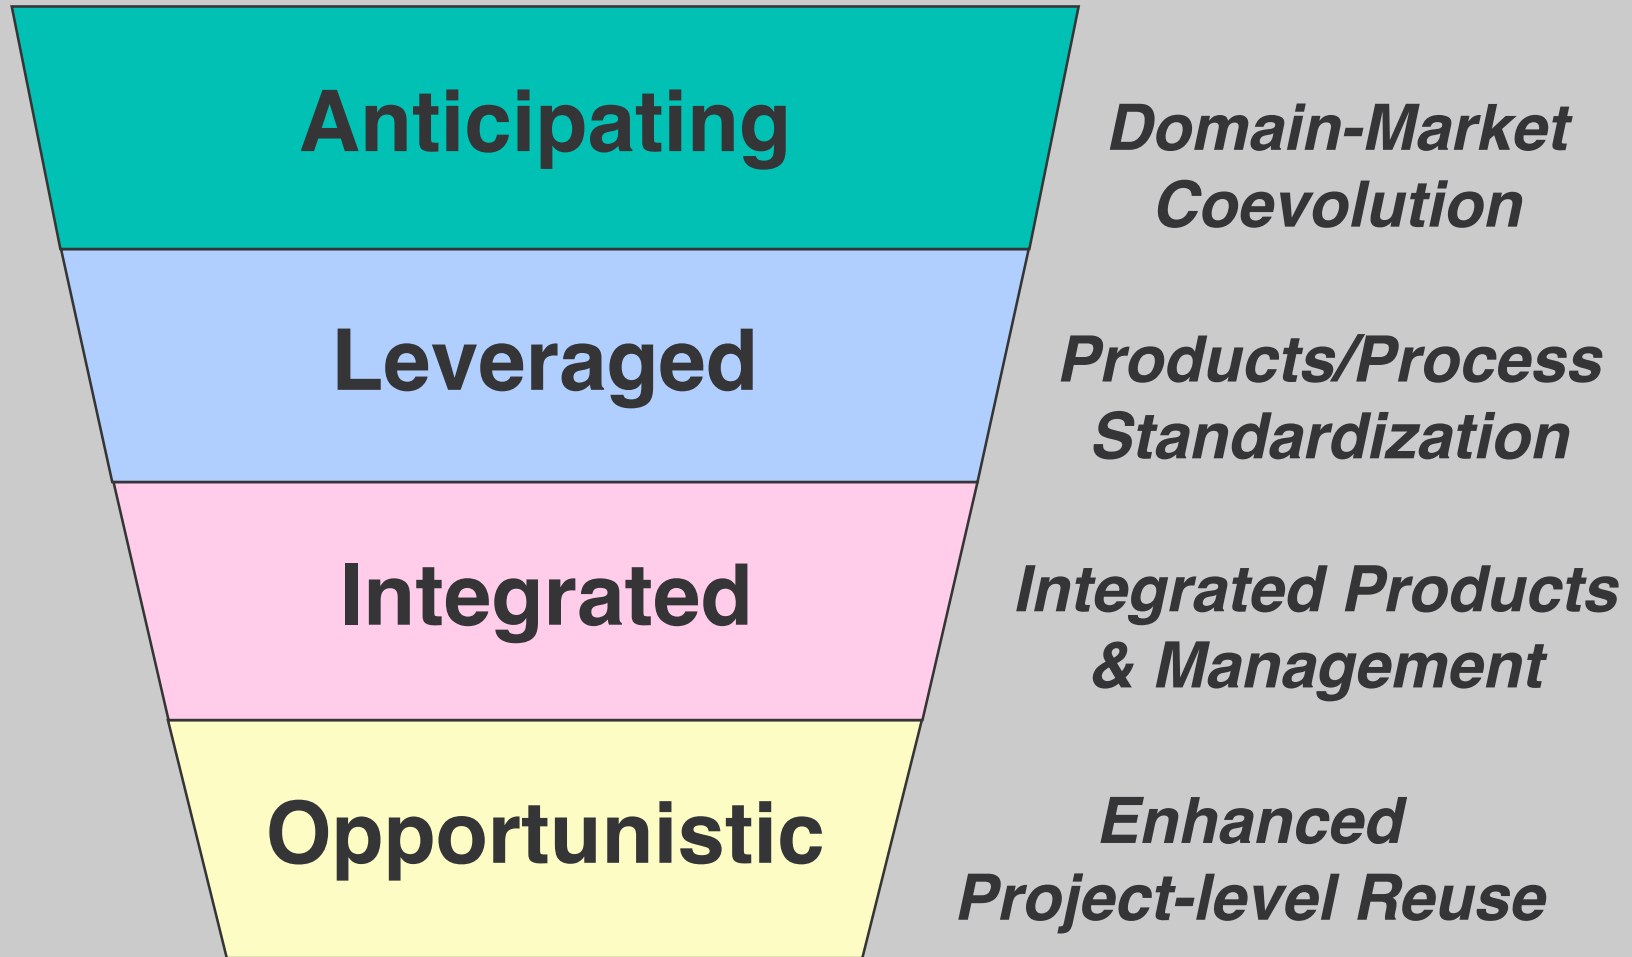 Anticipating
Domain-Market
Coevolution
Leveraged
Products/Process
Standardization
Integrated
Integrated Products
& Management
Opportunistic
Enhanced
Project-level Reuse